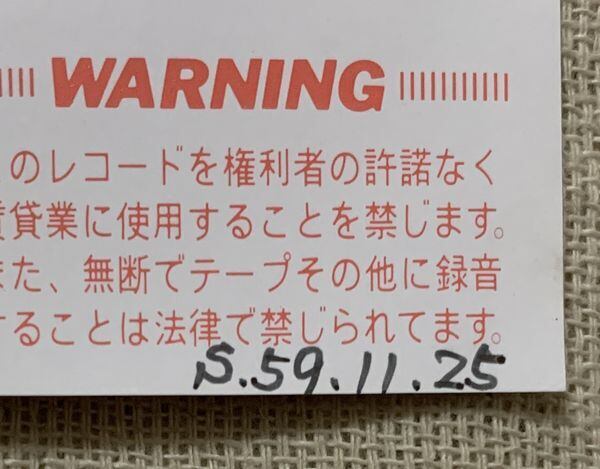 WARNING
のレコードを権利者の許諾なく
貸業に使用することを禁じます。
また、無断でテープその他に録音
することは法律で禁じられてます。
S.59.11.25